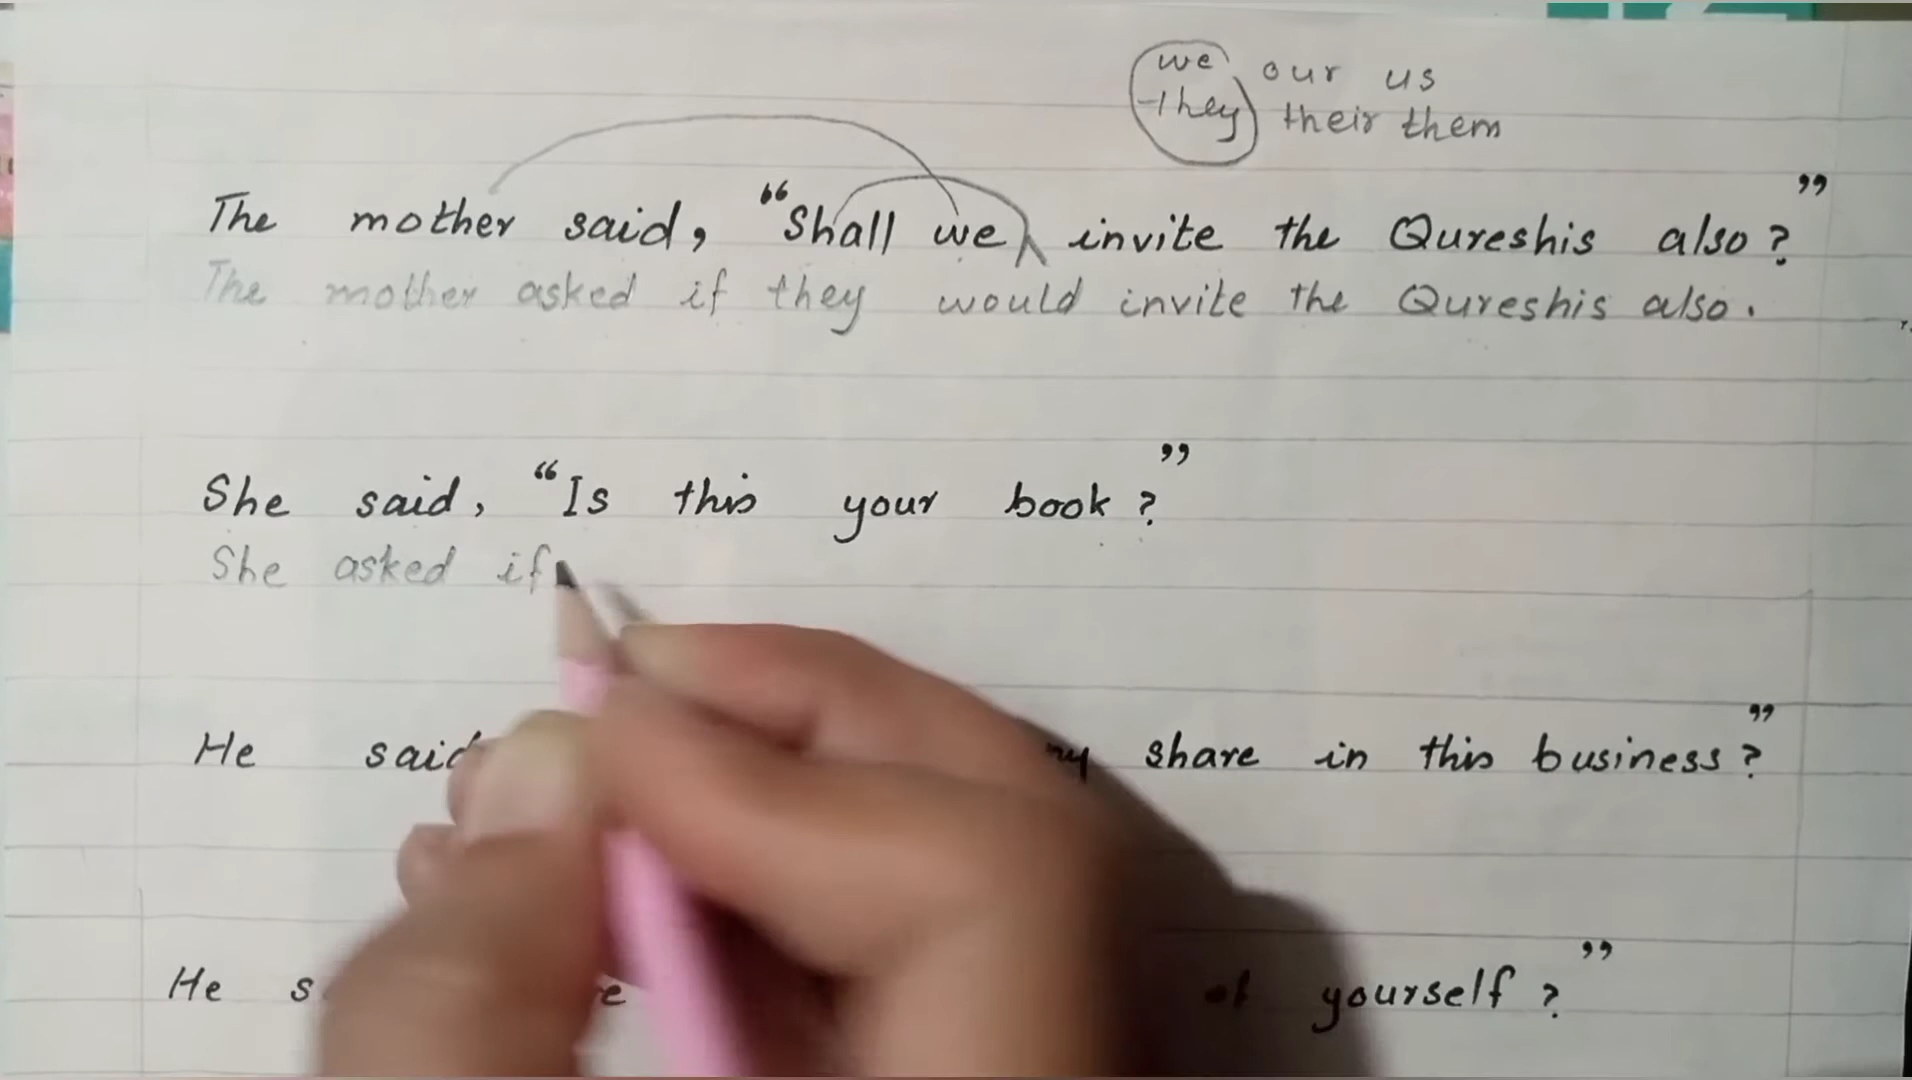 we our us
they their them
The mother said, “Shall we invite the Qureshis also?”
The mother asked if they would invite the Qureshis also.
She said, “Is this your book?”
She asked if
He said share in this business?”
He yourself?”